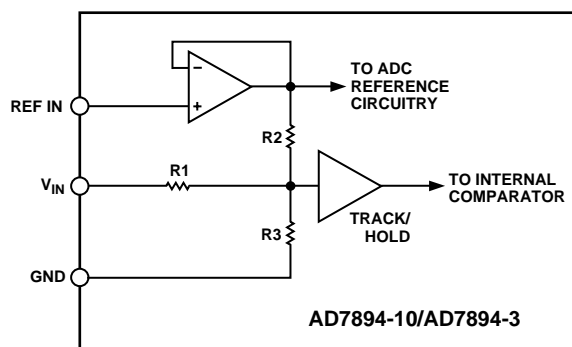 TO ADC
REFERENCE
CIRCUITRY
–
+
REF IN
R2
R1
VIN
TO INTERNAL
COMPARATOR
TRACK/
HOLD
R3
GND
AD7894-10/AD7894-3